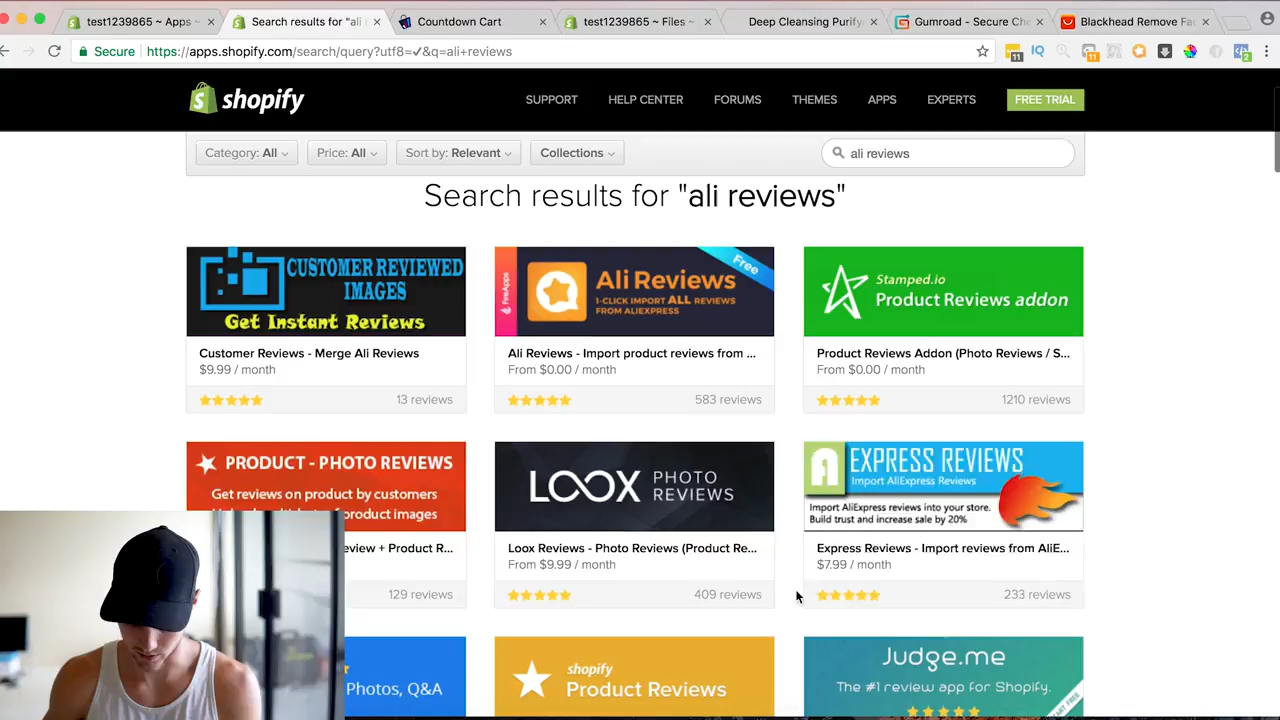 test1239865 ~ Apps ~
Search results for "ali
Countdown Cart
test1239865 ~ Files ~
Deep Cleansing Purify
Gumroad - Secure Che
Blackhead Remove Fac
Secure
https://apps.shopify.com/search/query?utf8=✓&q=ali+reviews
11
IQ
11
2
shopify
SUPPORT
HELP CENTER
FORUMS
THEMES
APPS
EXPERTS
FREE TRIAL
Category: All
Price: All
Sort by: Relevant
Collections
ali reviews
Search results for "ali reviews"
CUSTOMER REVIEWED
IMAGES
Get Instant Reviews
Customer Reviews - Merge Ali Reviews
$9.99 / month
13 reviews
FireApps
Ali Reviews
1-CLICK IMPORT ALL REVIEWS
FROM ALIEXPRESS
Free
Ali Reviews - Import product reviews from ...
From $0.00 / month
583 reviews
Stamped.io
Product Reviews addon
Product Reviews Addon (Photo Reviews / S...
From $0.00 / month
1210 reviews
PRODUCT - PHOTO REVIEWS
Get reviews on product by customers
product images
eview + Product R...
129 reviews
LOOX PHOTO
REVIEWS
Loox Reviews - Photo Reviews (Product Re...
From $9.99 / month
409 reviews
A EXPRESS REVIEWS
Import AliExpress Reviews
Import AliExpress reviews into your store.
Build trust and increase sale by 20%
Express Reviews - Import reviews from AliE...
$7.99 / month
233 reviews
Photos, Q&A
shopify
Product Reviews
Judge.me
The #1 review app for Shopify.